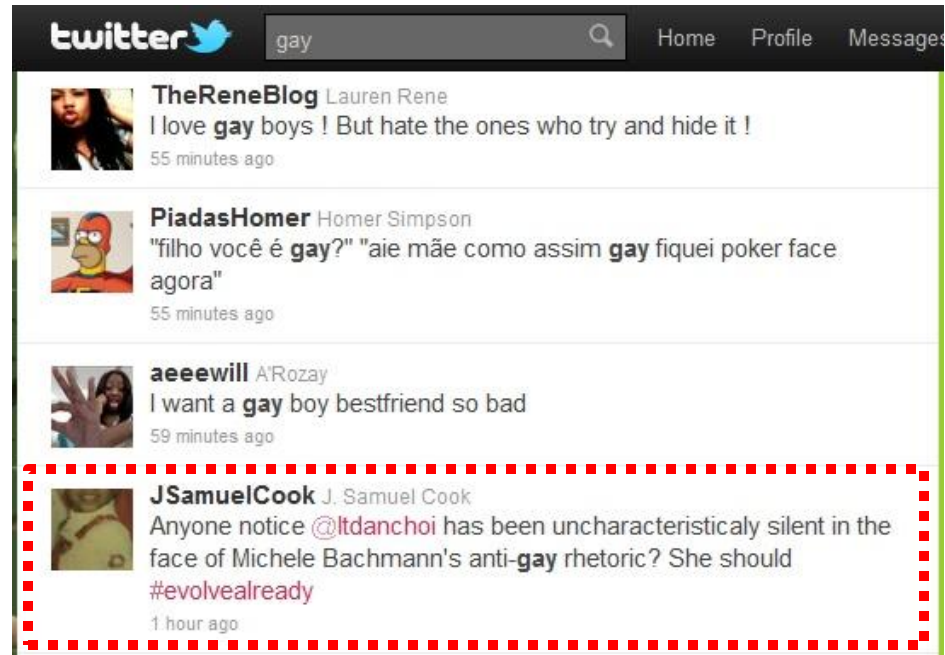 twitter
gay
Home Profile Messages
TheReneBlog Lauren Rene
I love gay boys ! But hate the ones who try and hide it !
55 minutes ago
PiadasHomer Homer Simpson
"filho você é gay?" "aie mãe como assim gay fiquei poker face
agora"
55 minutes ago
aeeewill A'Rozay
I want a gay boy bestfriend so bad
59 minutes ago
JSamuelCook J. Samuel Cook
Anyone notice @ltdanchoi has been uncharacteristicaly silent in the
face of Michele Bachmann's anti-gay rhetoric? She should
#evolvealready
1 hour ago